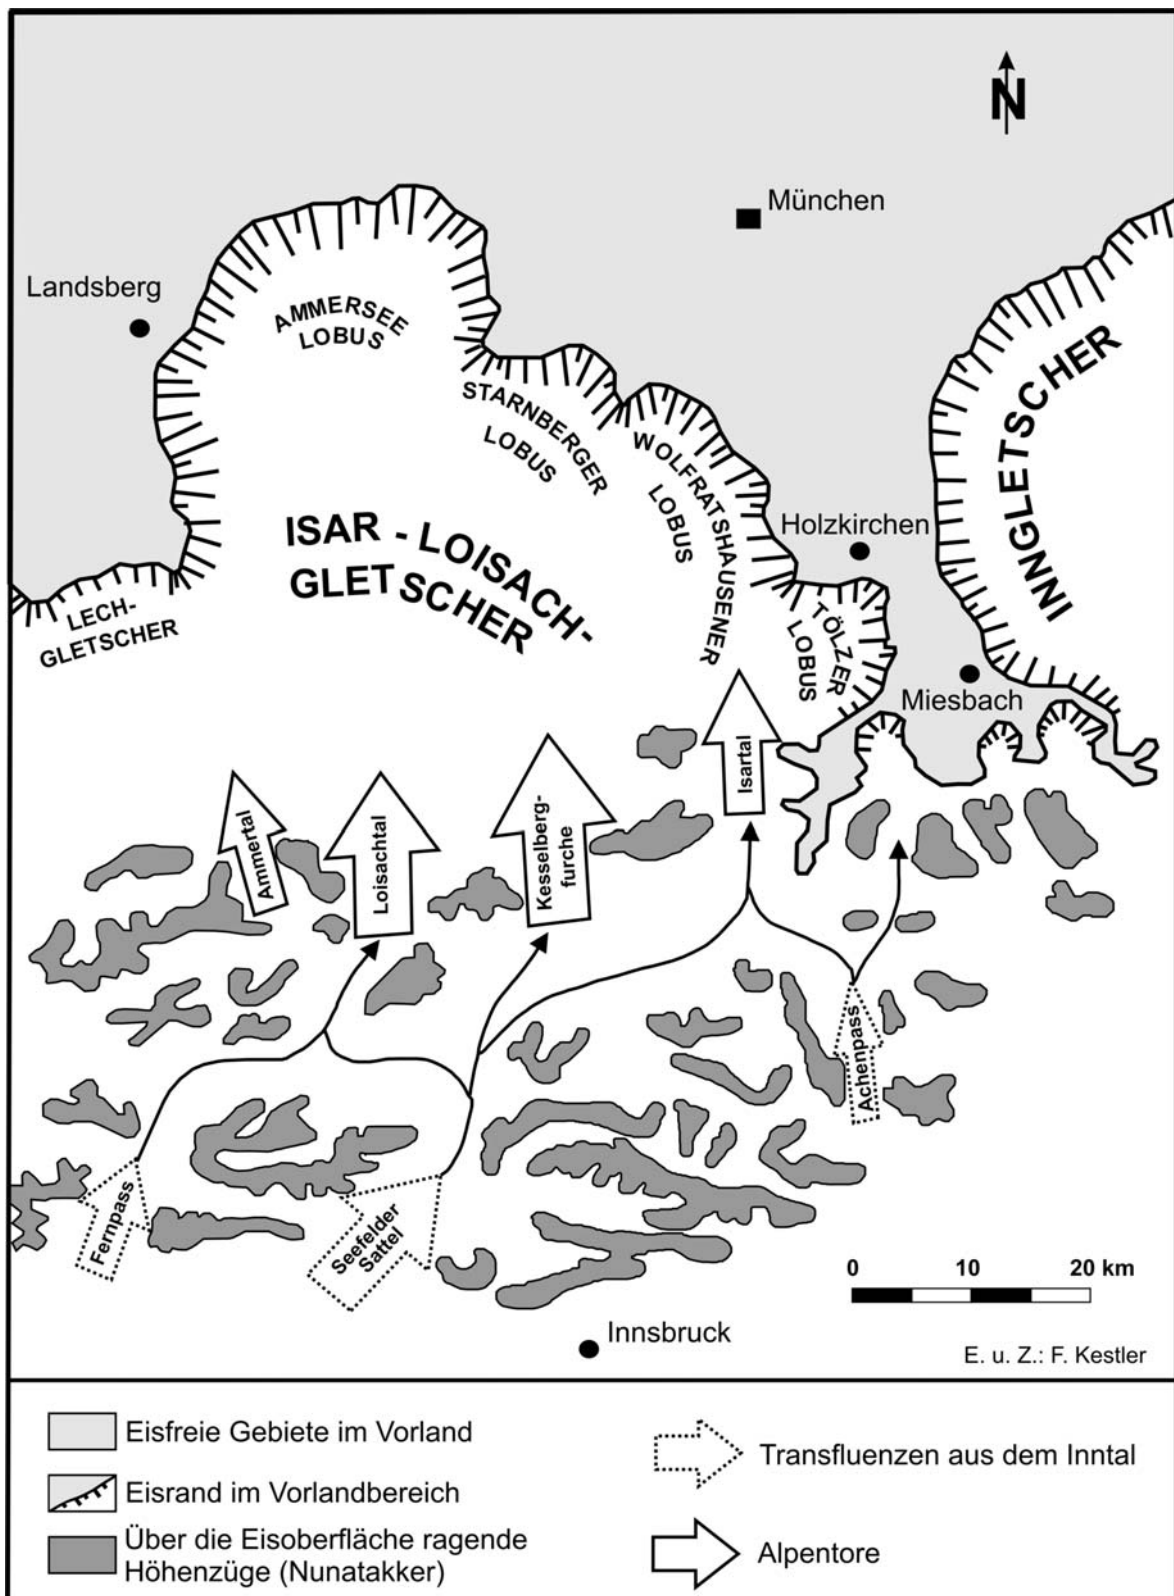 N
München
Landsberg
AMMERSEE
LOBUS
STARNBERGER
LOBUS
WOLFRATSHAUSENER
LOBUS
INNGLETSCHER
Holzkirchen
ISAR - LOISACH-
GLETSCHER
LECH-
GLETSCHER
TÖLZER
LOBUS
Miesbach
Isartal
Ammertal
Loisachtal
Kesselberg-
furche
Achenpass
Fernpass
Seefelder
Sattel
0 10 20 km
Innsbruck
E. u. Z.: F. Kestler
Eisfreie Gebiete im Vorland
Eisrand im Vorlandbereich
Über die Eisoberfläche ragende
Höhenzüge (Nunatakker)
Transfluenzen aus dem Inntal
Alpentore